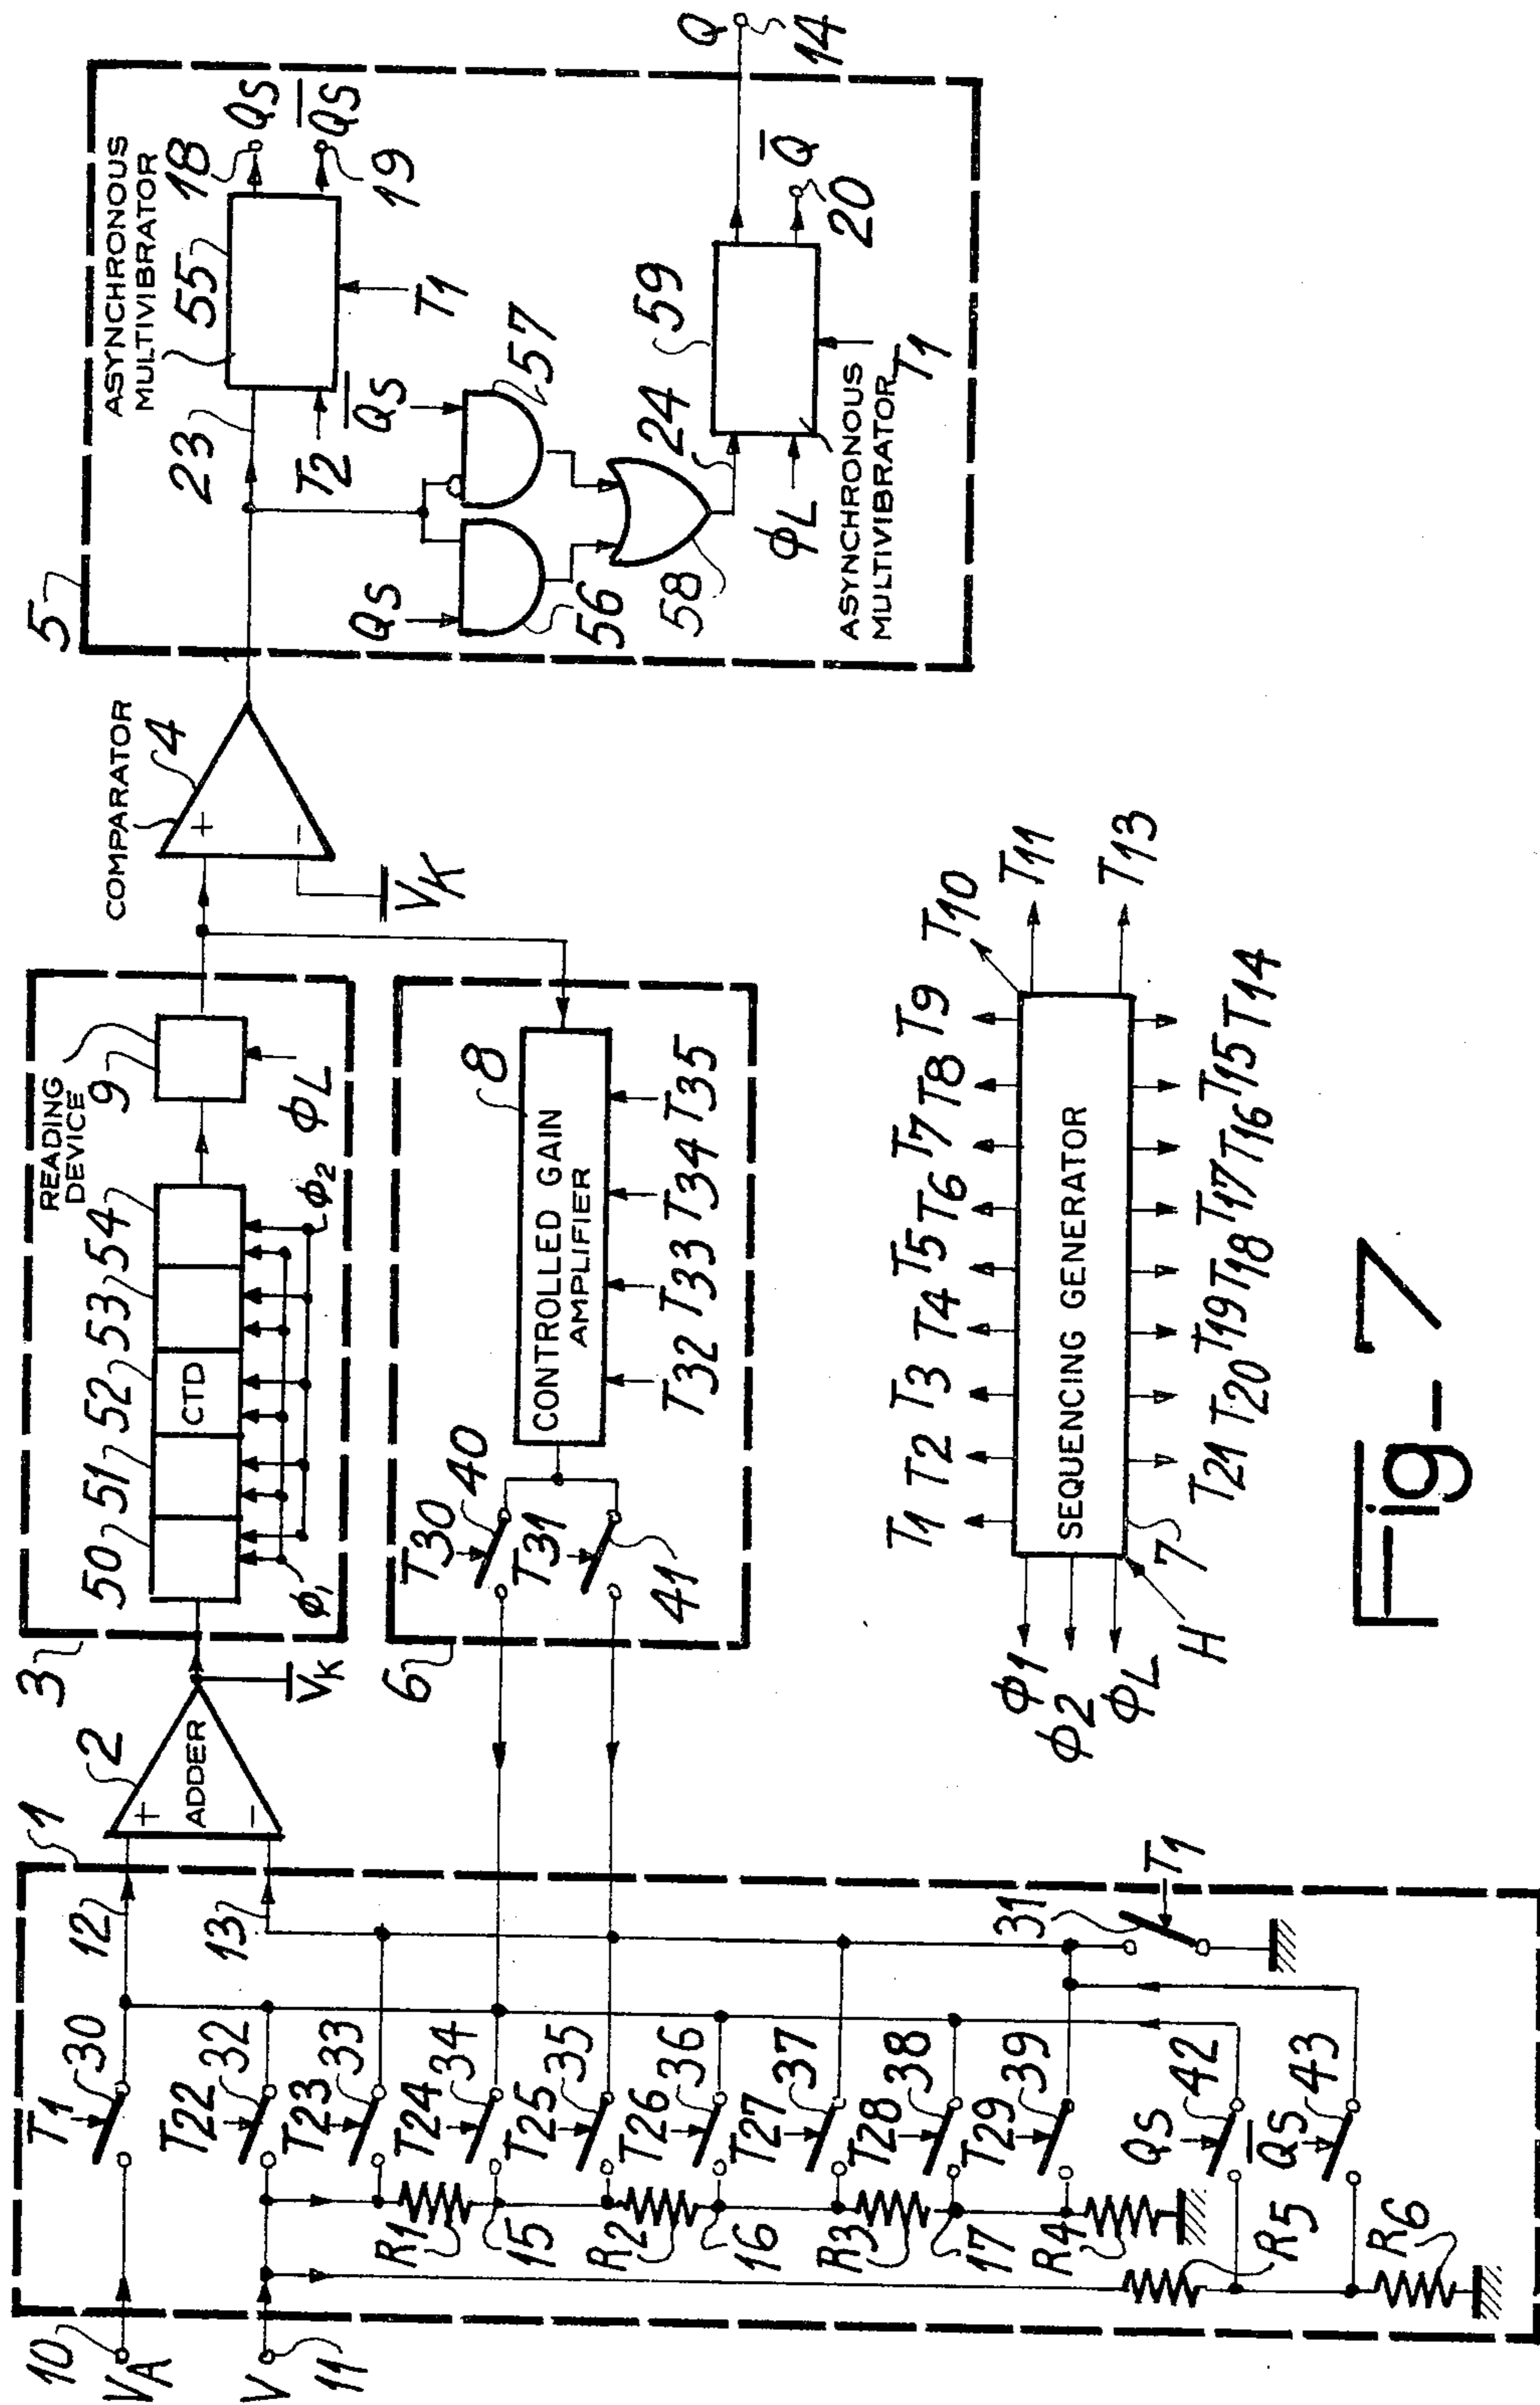 10
VA
V
11
1
12
13
T1
30
T22
32
T23
33
T24
34
T25
35
T26
36
T27
37
T28
38
T29
39
QS
42
Q̅S̅
43
31
T1
R1
15
R2
16
R3
17
R4
R5
R6
2
+
ADDER
−
VK
3
50
51
52
53
54
CTD
ϕ1
ϕ2
READING
DEVICE
9
ϕL
6
T30
40
T31
41
8
CONTROLLED GAIN
AMPLIFIER
T32
T33
T34
T35
COMPARATOR
4
+
−
VK
5
ASYNCHRONOUS
MULTIVIBRATOR
23
55
18
QS
Q̅S̅
19
T2
T1
QS
Q̅S̅
56
57
58
24
59
ϕL
T1
ASYNCHRONOUS
MULTIVIBRATOR
Q
14
Q̅
20
SEQUENCING GENERATOR
T1
T2
T3
T4
T5
T6
T7
T8
T9
T10
T11
T13
T14
T15
T16
T17
T18
T19
T20
T21
ϕ1
ϕ2
ϕL
H
7
Fig_7